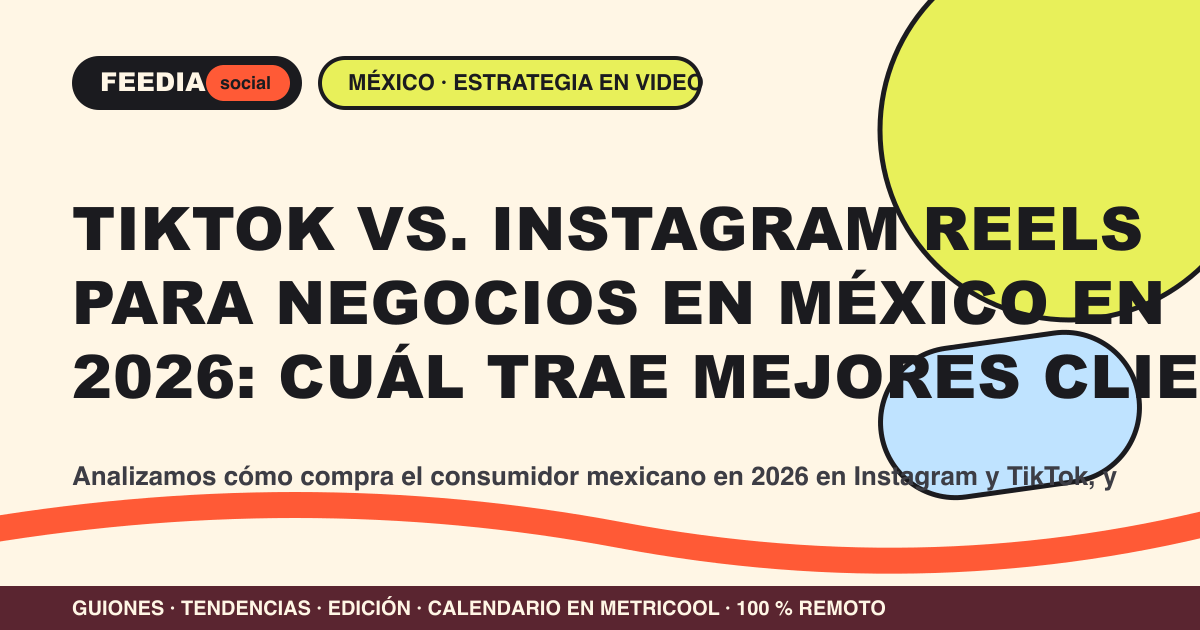 FEEDIA social
MÉXICO · ESTRATEGIA EN VIDEO
TIKTOK VS. INSTAGRAM REELS
PARA NEGOCIOS EN MÉXICO EN
2026: CUÁL TRAE MEJORES CLIE
Analizamos cómo compra el consumidor mexicano en 2026 en Instagram y TikTok, y
GUIONES · TENDENCIAS · EDICIÓN · CALENDARIO EN METRICOOL · 100 % REMOTO